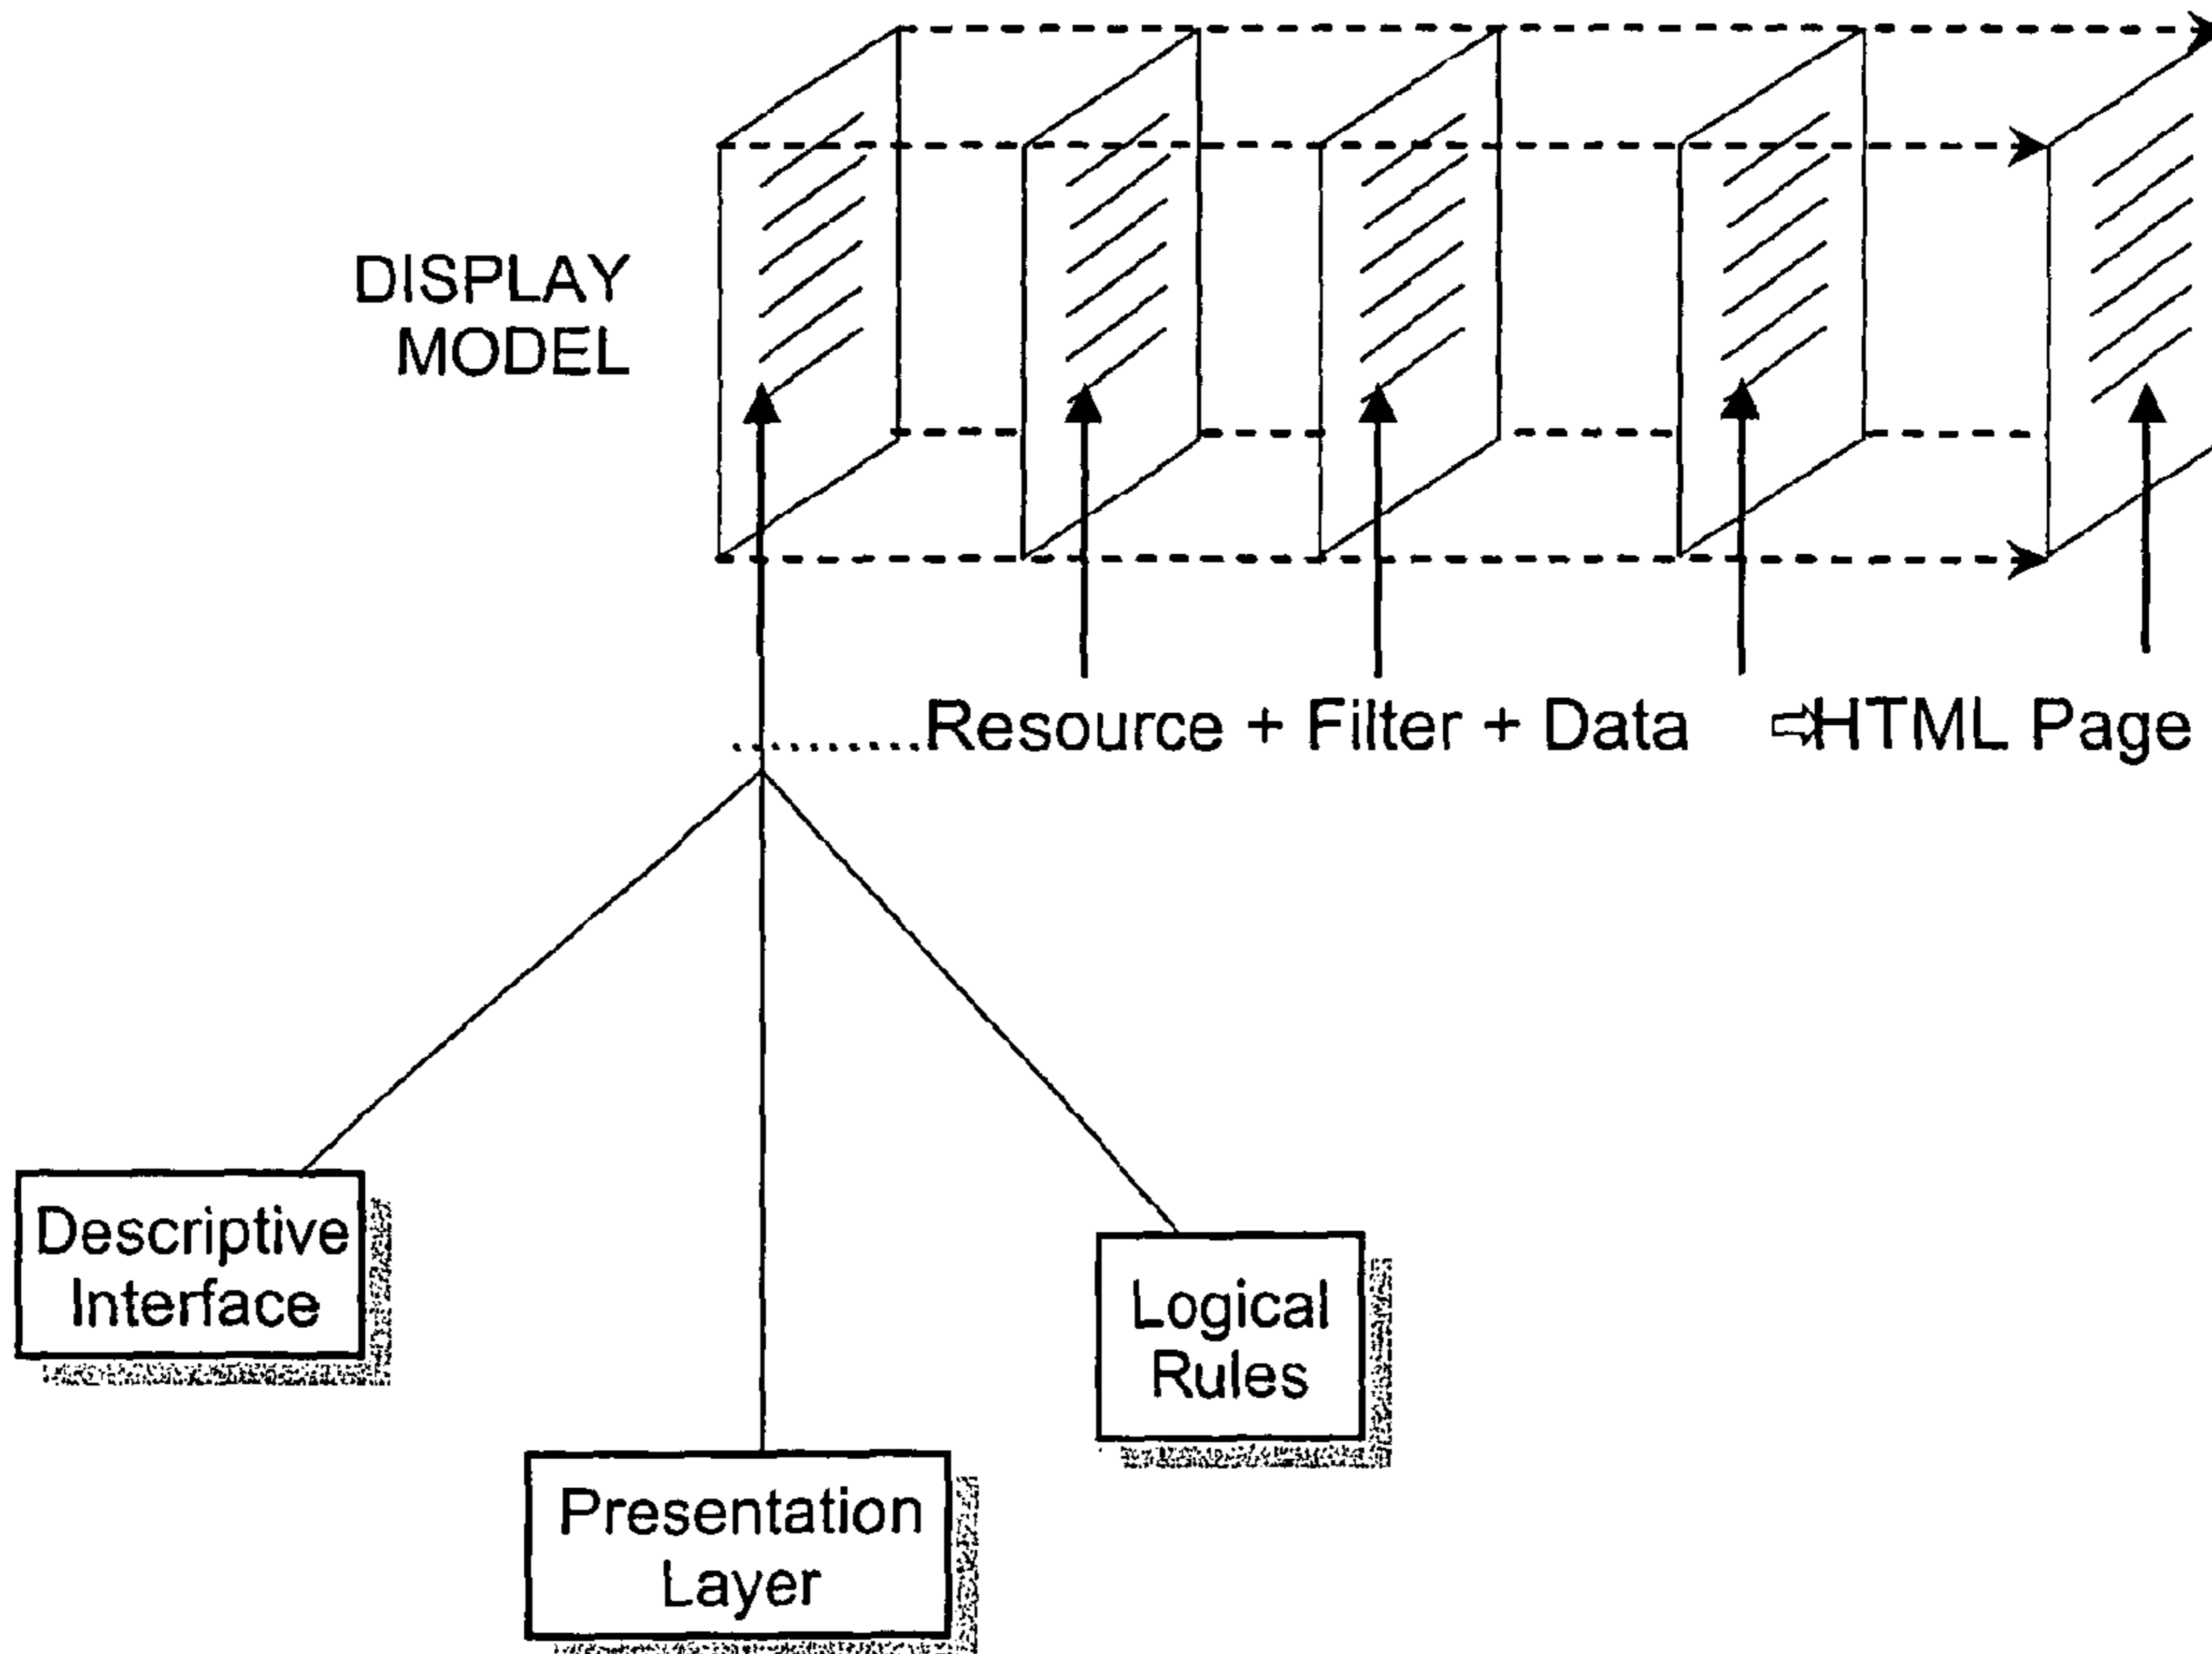 DISPLAY
MODEL
Resource + Filter + Data ⇨HTML Page
Descriptive
Interface
Logical
Rules
Presentation
Layer